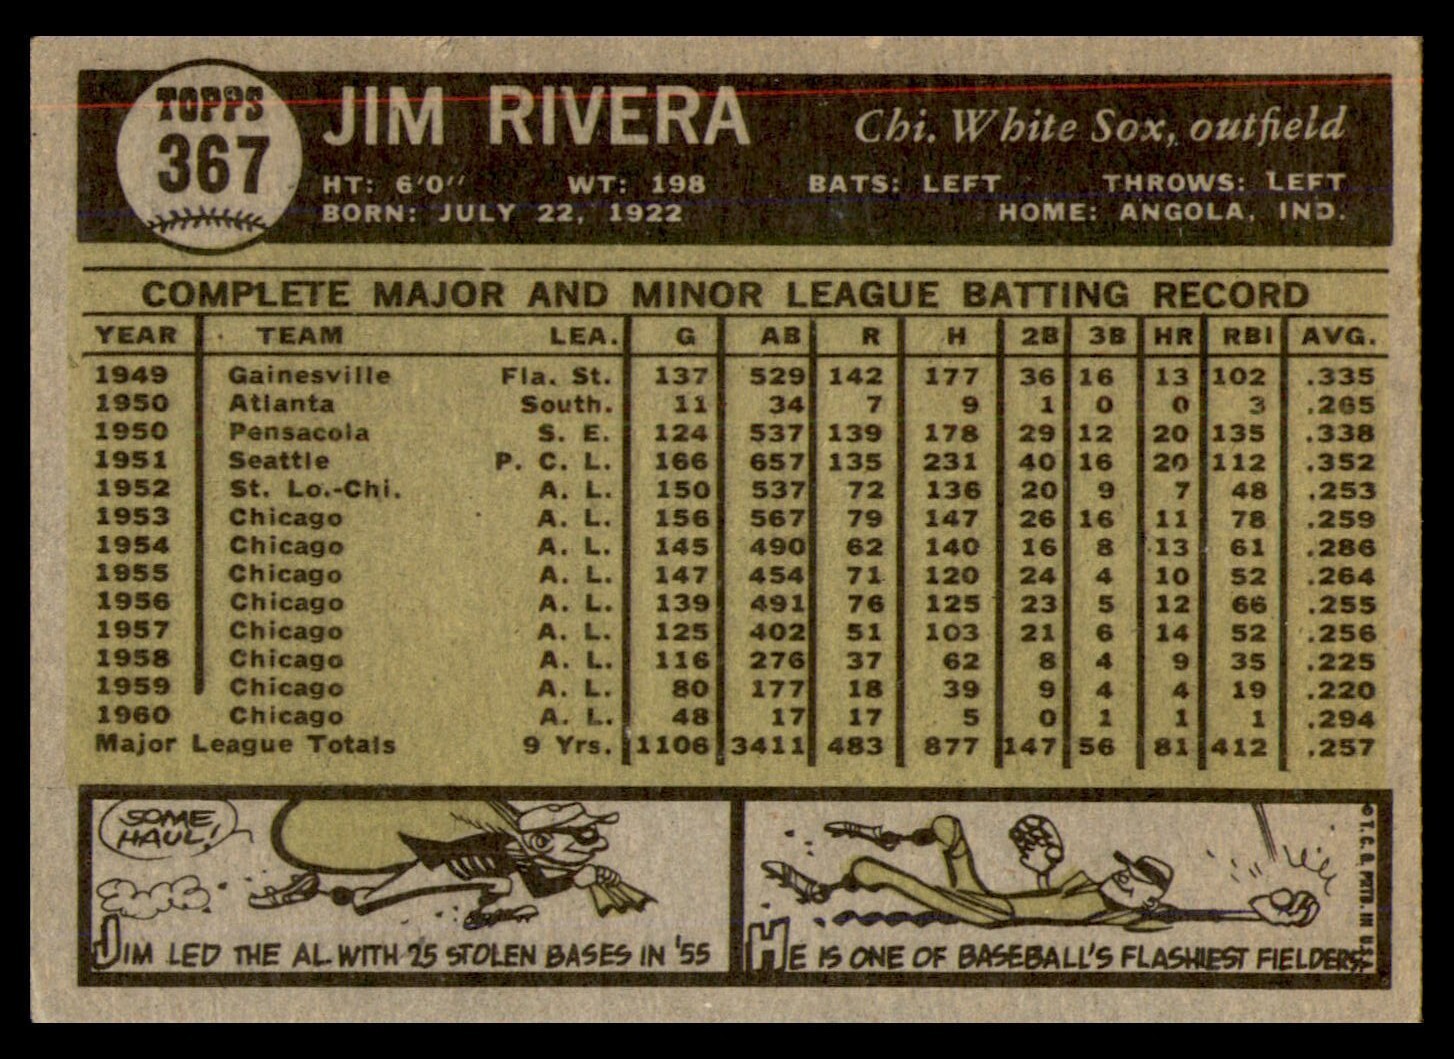 TOPPS
367
JIM RIVERA
Chi. White Sox, outfield
HT: 6'0" WT: 198 BATS: LEFT THROWS: LEFT
BORN: JULY 22, 1922 HOME: ANGOLA, IND.
COMPLETE MAJOR AND MINOR LEAGUE BATTING RECORD
YEAR TEAM LEA. G AB R H 2B 3B HR RBI AVG.
1949 Gainesville Fla. St. 137 529 142 177 36 16 13 102 .335
1950 Atlanta South. 11 34 7 9 1 0 0 3 .265
1950 Pensacola S. E. 124 537 139 178 29 12 20 135 .338
1951 Seattle P. C. L. 166 657 135 231 40 16 20 112 .352
1952 St. Lo.-Chi. A. L. 150 537 72 136 20 9 7 48 .253
1953 Chicago A. L. 156 567 79 147 26 16 11 78 .259
1954 Chicago A. L. 145 490 62 140 16 8 13 61 .286
1955 Chicago A. L. 147 454 71 120 24 4 10 52 .264
1956 Chicago A. L. 139 491 76 125 23 5 12 66 .255
1957 Chicago A. L. 125 402 51 103 21 6 14 52 .256
1958 Chicago A. L. 116 276 37 62 8 4 9 35 .225
1959 Chicago A. L. 80 177 18 39 9 4 4 19 .220
1960 Chicago A. L. 48 17 17 5 0 1 1 1 .294
Major League Totals 9 Yrs. 1106 3411 483 877 147 56 81 412 .257
SOME
HAUL!
JIM LED THE AL WITH 25 STOLEN BASES IN '55
HE IS ONE OF BASEBALL'S FLASHIEST FIELDERS.
© T. C. G. PRTD. IN U.S.A.